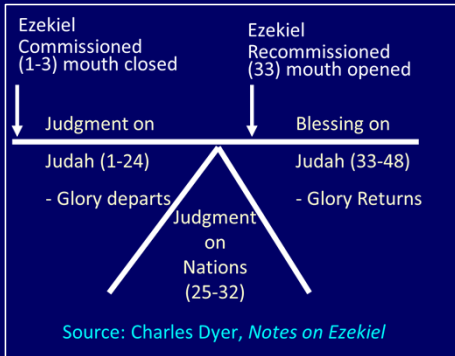 Ezekiel
Commissioned
(1-3) mouth closed
Ezekiel
Recommissioned
(33) mouth opened
Judgment on
Judah (1-24)
- Glory departs
Blessing on
Judah (33-48)
- Glory Returns
Judgment
on
Nations
(25-32)
Source: Charles Dyer, Notes on Ezekiel